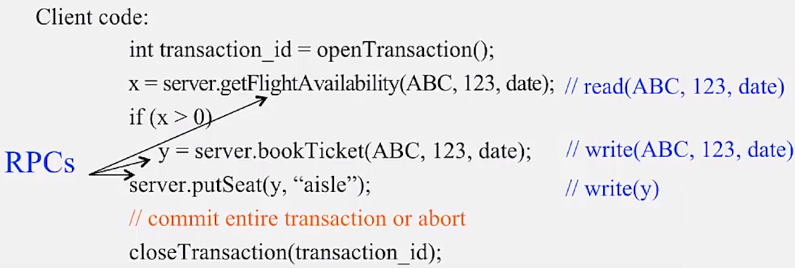 Client code:
int transaction_id = openTransaction();
x = server.getFlightAvailability(ABC, 123, date); // read(ABC, 123, date)
if (x > 0)
y = server.bookTicket(ABC, 123, date); // write(ABC, 123, date)
RPCs
server.putSeat(y, “aisle”); // write(y)
// commit entire transaction or abort
closeTransaction(transaction_id);